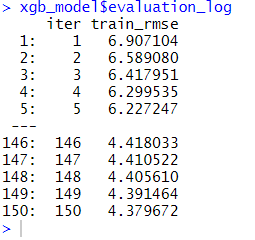 > xgb_model$evaluation_log
iter train_rmse
1: 1 6.907104
2: 2 6.589080
3: 3 6.417951
4: 4 6.299535
5: 5 6.227247
---
146: 146 4.418033
147: 147 4.410522
148: 148 4.405610
149: 149 4.391464
150: 150 4.379672
>